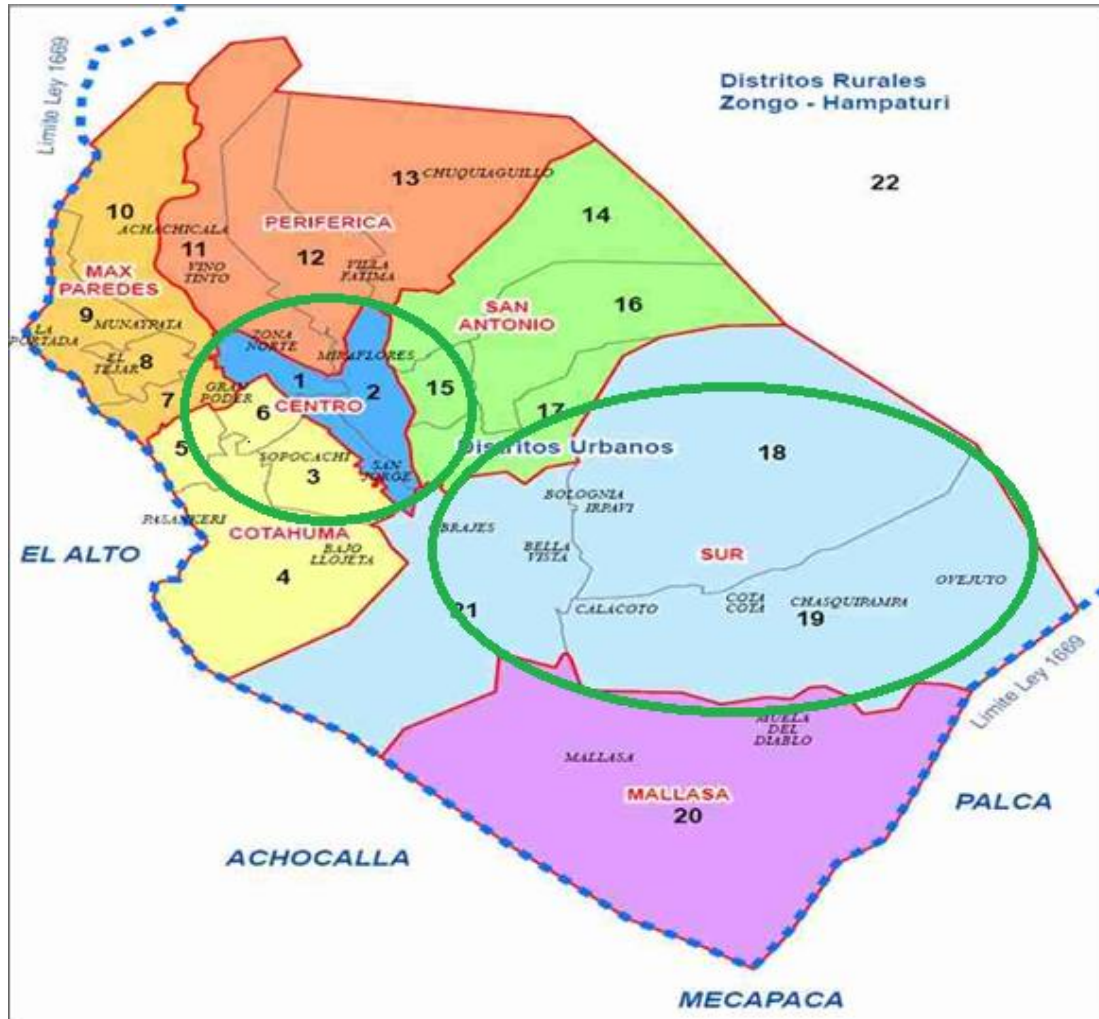 Límite Ley 1669
Distritos Rurales
Zongo - Hampaturi
22
13
CHUQUIAGUILLO
14
10
ACHACHICALA
PERIFERICA
11
12
VINO
TINTO
VILLA
FATIMA
MAX
PAREDES
9
MUNAYPATA
LA
PORTADA
EL
TEJAR
8
7
SAN
ANTONIO
16
ZONA
NORTE
MIRAFLORES
1
2
15
GRAN
PODER
CENTRO
6
17
5
SOPOCACHI
3
SAN
JORGE
Distritos Urbanos
18
BOLOGNIA
IRPAVI
PASANKERI
COTAHUMA
BRAJES
EL ALTO
BAJO
LLOJETA
BELLA
VISTA
SUR
4
OVEJUTO
21
CALACOTO
COTA
COTA
CHASQUIPAMPA
19
Límite Ley 1669
MUELA
DEL
DIABLO
MALLASA
MALLASA
20
PALCA
ACHOCALLA
MECAPACA